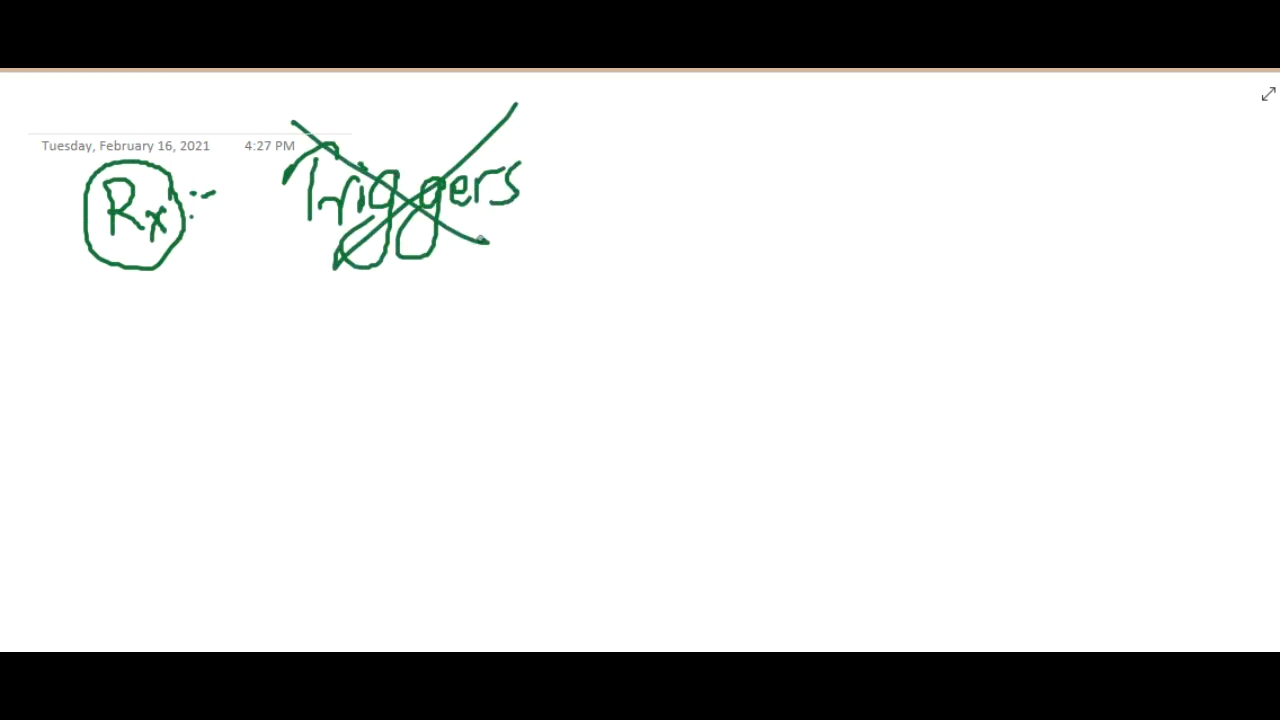 Tuesday, February 16, 2021 4:27 PM
Rx :- Triggers